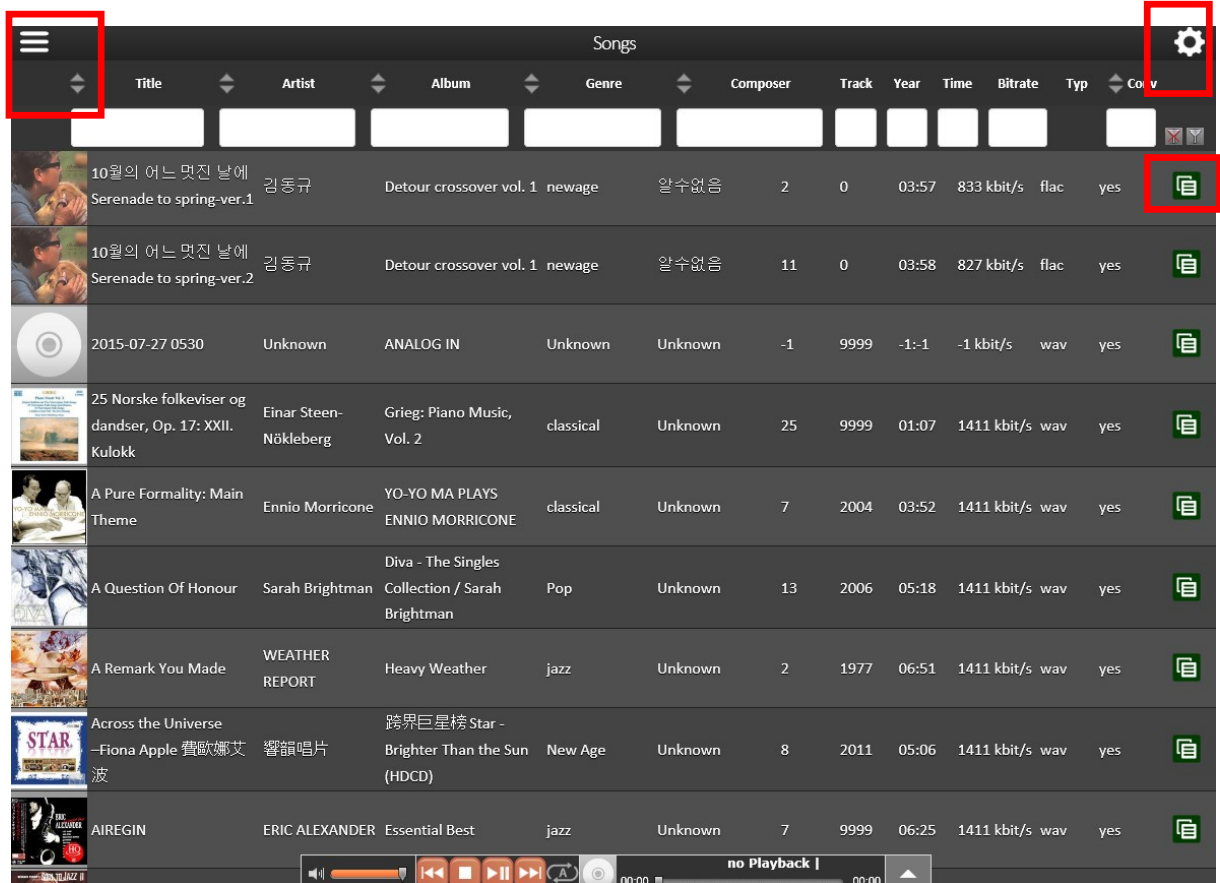 Songs
Title Artist Album Genre Composer Track Year Time Bitrate Typ Conv
10월의 어느 멋진 날에
Serenade to spring-ver.1
김동규
Detour crossover vol. 1 newage 알수없음 2 0 03:57 833 kbit/s flac yes
10월의 어느 멋진 날에
Serenade to spring-ver.2
김동규
Detour crossover vol. 1 newage 알수없음 11 0 03:58 827 kbit/s flac yes
2015-07-27 0530 Unknown ANALOG IN Unknown Unknown -1 9999 -1:-1 -1 kbit/s wav yes
25 Norske folkeviser og
dandser, Op. 17: XXII.
Kulokk
Einar Steen-
Nökleberg
Grieg: Piano Music,
Vol. 2
classical Unknown 25 9999 01:07 1411 kbit/s wav yes
A Pure Formality: Main
Theme
Ennio Morricone
YO-YO MA PLAYS
ENNIO MORRICONE
classical Unknown 7 2004 03:52 1411 kbit/s wav yes
A Question Of Honour
Sarah Brightman
Diva - The Singles
Collection / Sarah
Brightman
Pop Unknown 13 2006 05:18 1411 kbit/s wav yes
DIVA
A Remark You Made
WEATHER
REPORT
Heavy Weather jazz Unknown 2 1977 06:51 1411 kbit/s wav yes
STAR
Across the Universe
–Fiona Apple 費歐娜艾
波
響韻唱片
跨界巨星榜 Star -
Brighter Than the Sun
(HDCD)
New Age Unknown 8 2011 05:06 1411 kbit/s wav yes
ERIC
ALEXANDER
HQ
AIREGIN ERIC ALEXANDER Essential Best jazz Unknown 7 9999 06:25 1411 kbit/s wav yes
A
no Playback |
00:00 00:00